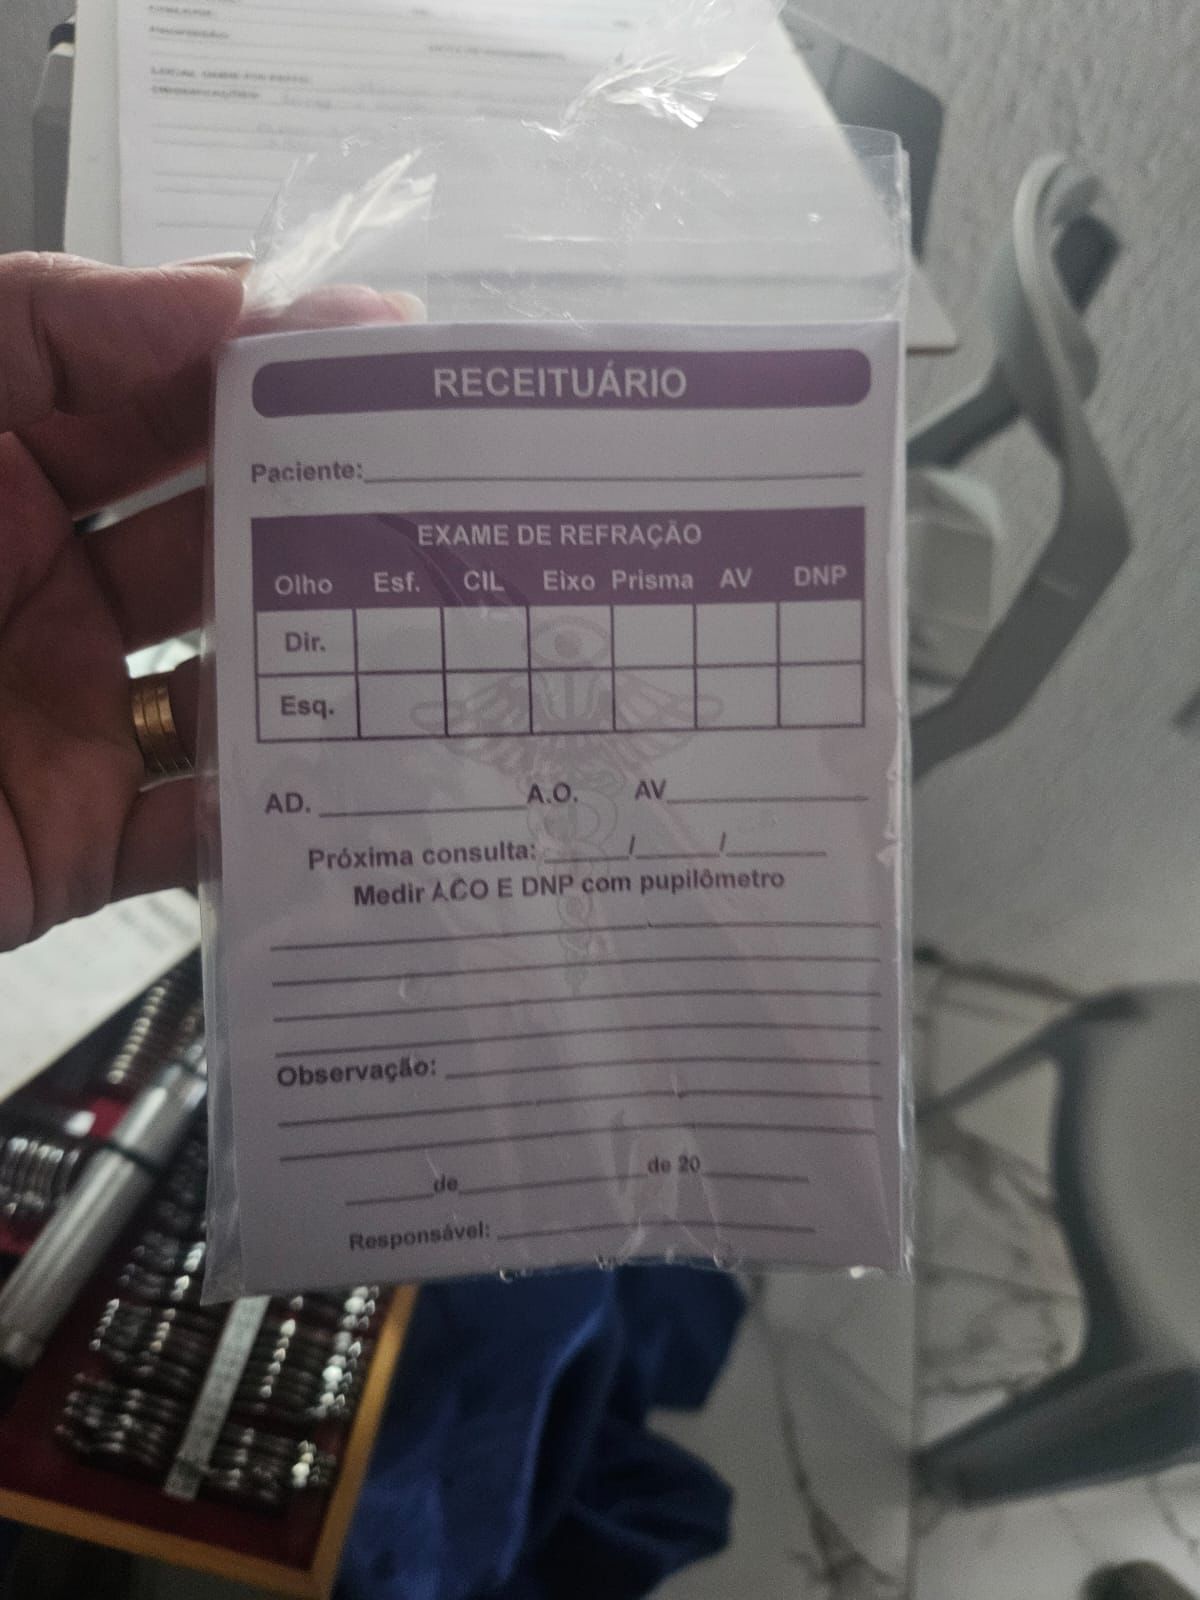 OBSERVAÇÕES:
RECEITUÁRIO
Paciente:
EXAME DE REFRAÇÃO
Olho Esf. CIL Eixo Prisma AV DNP
Dir.
Esq.
AD. A.O. AV
Próxima consulta: / /
Medir ACO E DNP com pupilômetro
Observação:
de de 20
Responsável: